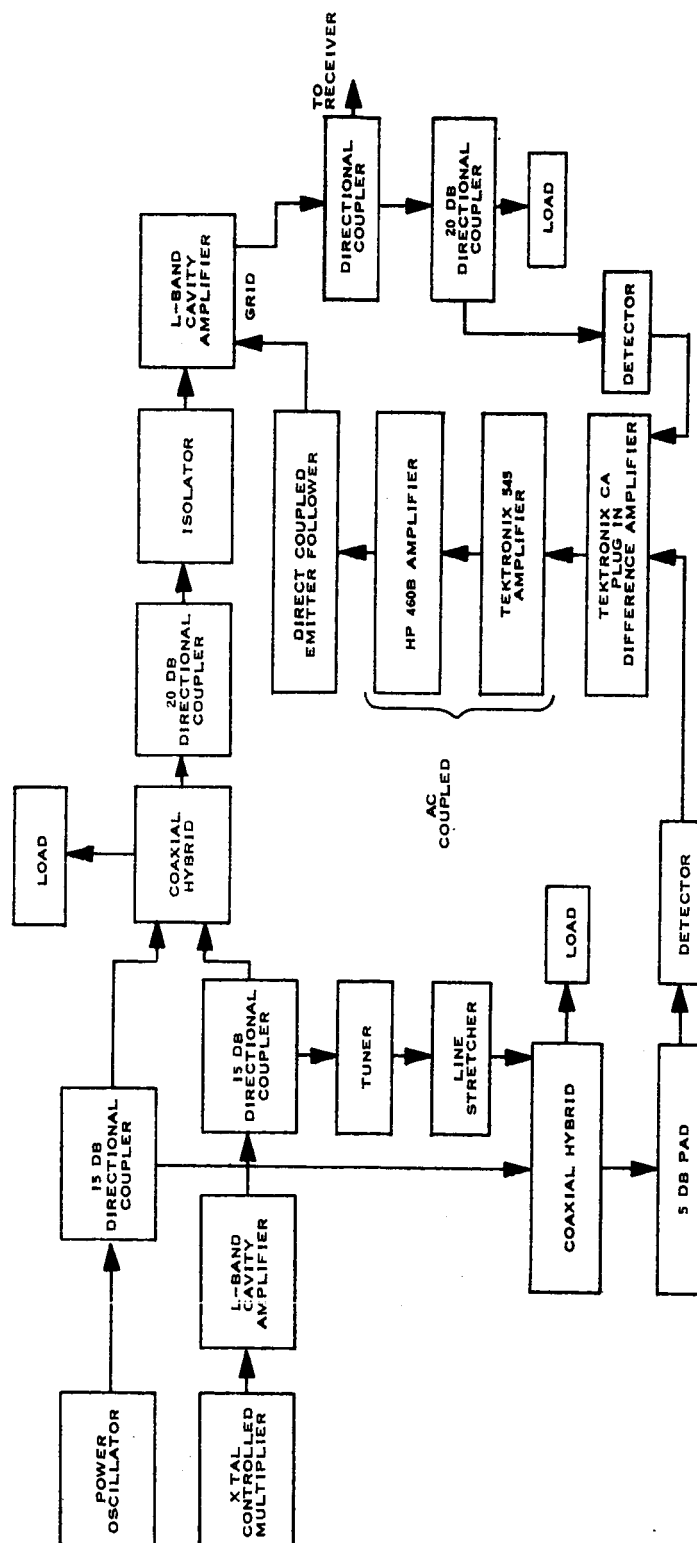 POWER
OSCILLATOR
15 DB
DIRECTIONAL
COUPLER
LOAD
COAXIAL
HYBRID
20 DB
DIRECTIONAL
COUPLER
ISOLATOR
L-BAND
CAVITY
AMPLIFIER
GRID
X TAL
CONTROLLED
MULTIPLIER
L-BAND
CAVITY
AMPLIFIER
15 DB
DIRECTIONAL
COUPLER
TUNER
LINE
STRETCHER
COAXIAL HYBRID
LOAD
5 DB PAD
DETECTOR
AC
COUPLED
DIRECT COUPLED
EMITTER FOLLOWER
HP 460B AMPLIFIER
TEKTRONIX 545
AMPLIFIER
TEKTRONIX CA
PLUG IN
DIFFERENCE AMPLIFIER
TO
RECEIVER
DIRECTIONAL
COUPLER
20 DB
DIRECTIONAL
COUPLER
LOAD
DETECTOR